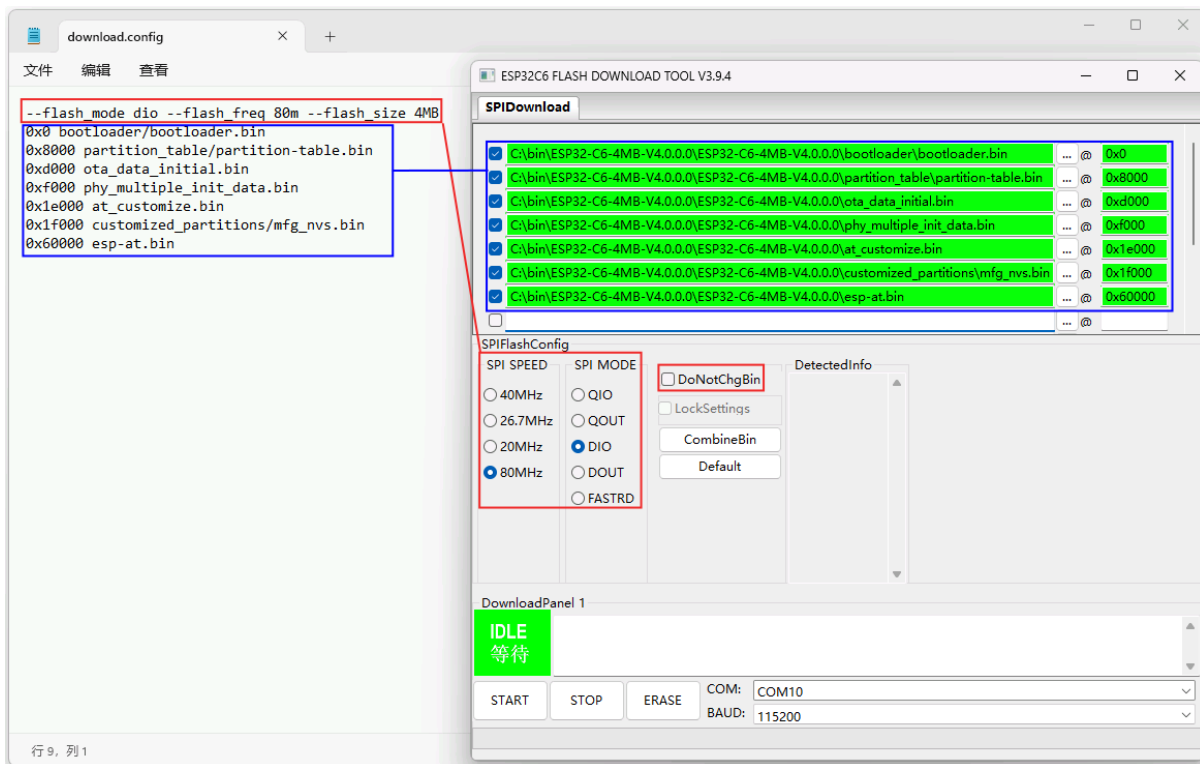 download.config
文件 编辑 查看
--flash_mode dio --flash_freq 80m --flash_size 4MB
0x0 bootloader/bootloader.bin
0x8000 partition_table/partition-table.bin
0xd000 ota_data_initial.bin
0xf000 phy_multiple_init_data.bin
0x1e000 at_customize.bin
0x1f000 customized_partitions/mfg_nvs.bin
0x60000 esp-at.bin
行 9, 列 1
ESP32C6 FLASH DOWNLOAD TOOL V3.9.4
SPIDownload
C:\bin\ESP32-C6-4MB-V4.0.0.0\ESP32-C6-4MB-V4.0.0.0\bootloader\bootloader.bin ... @ 0x0
C:\bin\ESP32-C6-4MB-V4.0.0.0\ESP32-C6-4MB-V4.0.0.0\partition_table\partition-table.bin ... @ 0x8000
C:\bin\ESP32-C6-4MB-V4.0.0.0\ESP32-C6-4MB-V4.0.0.0\ota_data_initial.bin ... @ 0xd000
C:\bin\ESP32-C6-4MB-V4.0.0.0\ESP32-C6-4MB-V4.0.0.0\phy_multiple_init_data.bin ... @ 0xf000
C:\bin\ESP32-C6-4MB-V4.0.0.0\ESP32-C6-4MB-V4.0.0.0\at_customize.bin ... @ 0x1e000
C:\bin\ESP32-C6-4MB-V4.0.0.0\ESP32-C6-4MB-V4.0.0.0\customized_partitions\mfg_nvs.bin ... @ 0x1f000
C:\bin\ESP32-C6-4MB-V4.0.0.0\ESP32-C6-4MB-V4.0.0.0\esp-at.bin ... @ 0x60000
... @
SPIFlashConfig
SPI SPEED
40MHz
26.7MHz
20MHz
80MHz
SPI MODE
QIO
QOUT
DIO
DOUT
FASTRD
DoNotChgBin
LockSettings
CombineBin
Default
DetectedInfo
DownloadPanel 1
IDLE
等待
START STOP ERASE
COM: COM10
BAUD: 115200